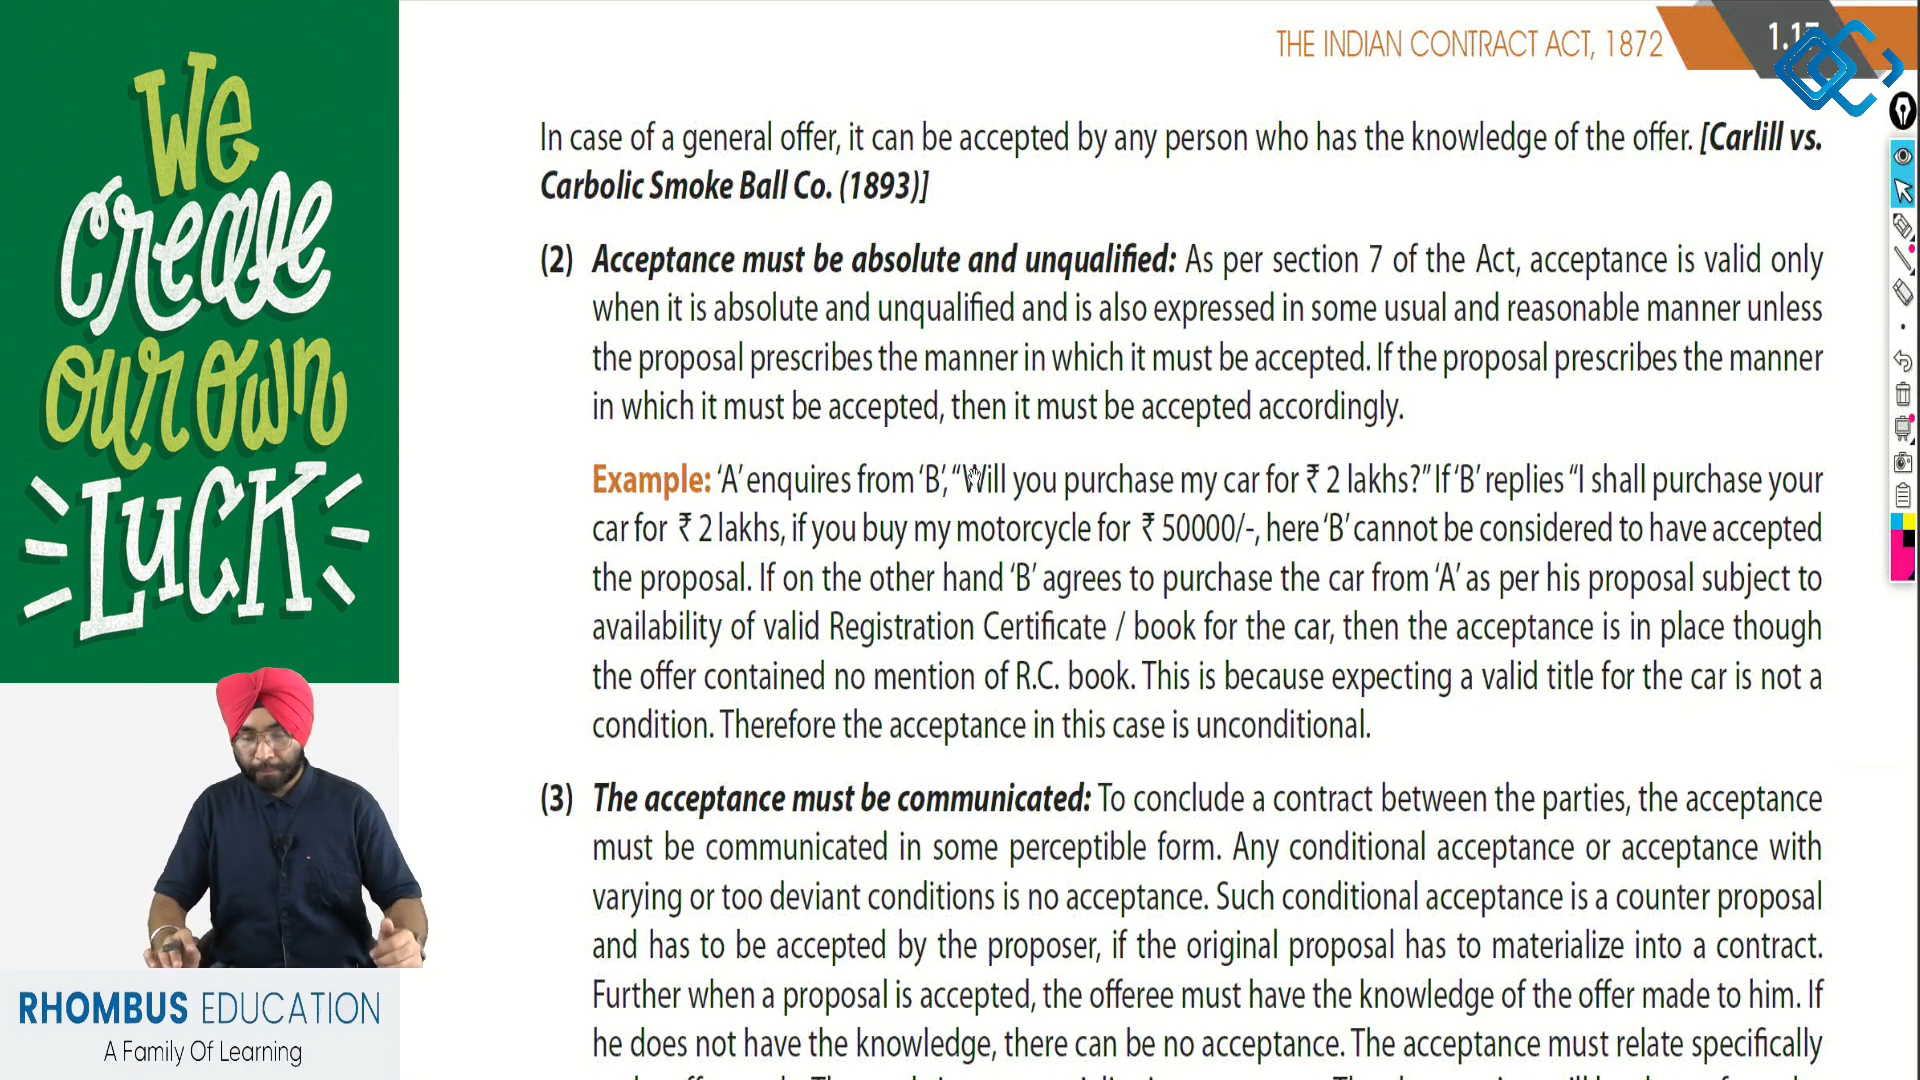 We
create
our own
Luck
RHOMBUS EDUCATION
A Family Of Learning
THE INDIAN CONTRACT ACT, 1872
In case of a general offer, it can be accepted by any person who has the knowledge of the offer. [Carlill vs.
Carbolic Smoke Ball Co. (1893)]
(2) Acceptance must be absolute and unqualified: As per section 7 of the Act, acceptance is valid only
when it is absolute and unqualified and is also expressed in some usual and reasonable manner unless
the proposal prescribes the manner in which it must be accepted. If the proposal prescribes the manner
in which it must be accepted, then it must be accepted accordingly.
Example: ‘A’ enquires from ‘B’, “Will you purchase my car for ₹ 2 lakhs?” If ‘B’ replies “I shall purchase your
car for ₹ 2 lakhs, if you buy my motorcycle for ₹ 50000/-, here ‘B’ cannot be considered to have accepted
the proposal. If on the other hand ‘B’ agrees to purchase the car from ‘A’ as per his proposal subject to
availability of valid Registration Certificate / book for the car, then the acceptance is in place though
the offer contained no mention of R.C. book. This is because expecting a valid title for the car is not a
condition. Therefore the acceptance in this case is unconditional.
(3) The acceptance must be communicated: To conclude a contract between the parties, the acceptance
must be communicated in some perceptible form. Any conditional acceptance or acceptance with
varying or too deviant conditions is no acceptance. Such conditional acceptance is a counter proposal
and has to be accepted by the proposer, if the original proposal has to materialize into a contract.
Further when a proposal is accepted, the offeree must have the knowledge of the offer made to him. If
he does not have the knowledge, there can be no acceptance. The acceptance must relate specifically